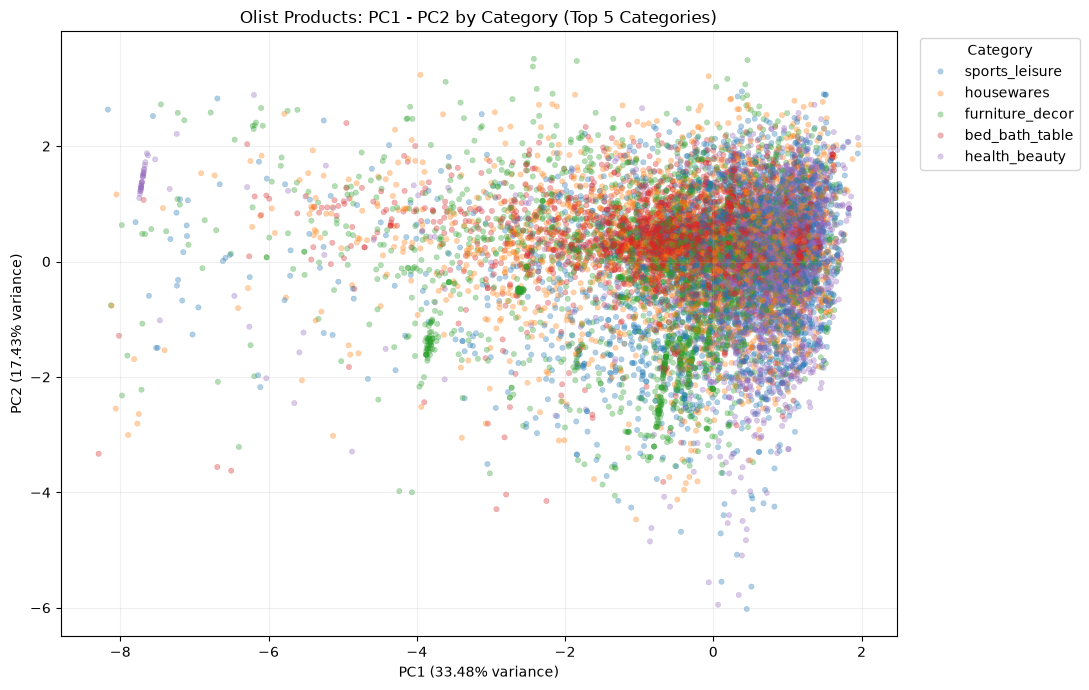 Olist Products: PC1 - PC2 by Category (Top 5 Categories)
Category
sports_leisure
housewares
furniture_decor
bed_bath_table
health_beauty
PC2 (17.43% variance)
2
0
−2
−4
−6
−8
−6
−4
−2
0
2
PC1 (33.48% variance)